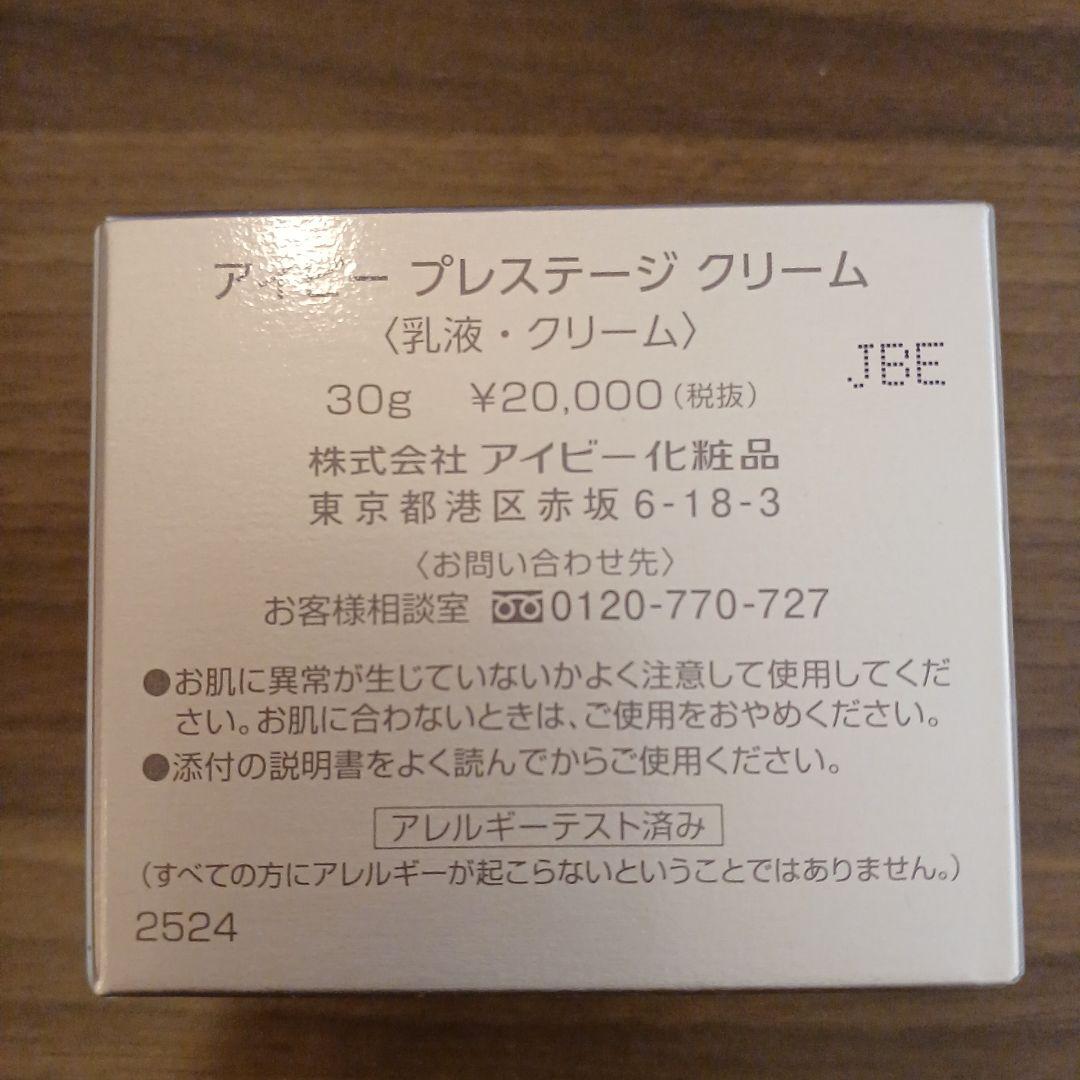 アイビー プレステージ クリーム
〈乳液・クリーム〉
JBE
30g ¥20,000(税抜)
株式会社 アイビー化粧品
東京都港区赤坂6-18-3
〈お問い合わせ先〉
お客様相談室 0120-770-727
●お肌に異常が生じていないかよく注意して使用してくだ
さい。お肌に合わないときは、ご使用をおやめください。
●添付の説明書をよく読んでからご使用ください。
アレルギーテスト済み
(すべての方にアレルギーが起こらないということではありません。)
2524